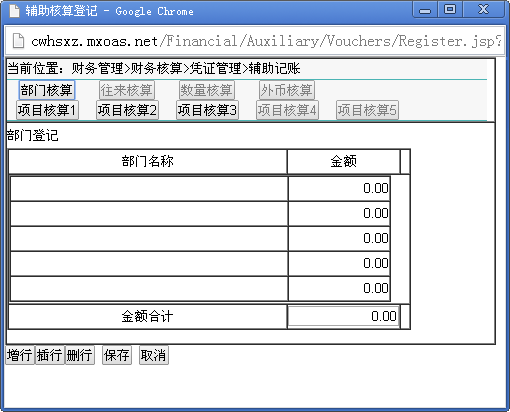 辅助核算登记 - Google Chrome
cwhsxz.mxoas.net/Financial/Auxiliary/Vouchers/Register.jsp?
当前位置：财务管理>财务核算>凭证管理>辅助记账
部门核算 往来核算 数量核算 外币核算
项目核算1 项目核算2 项目核算3 项目核算4 项目核算5
部门登记
部门名称 金额
0.00
0.00
0.00
0.00
0.00
金额合计 0.00
增行 插行 删行 保存 取消